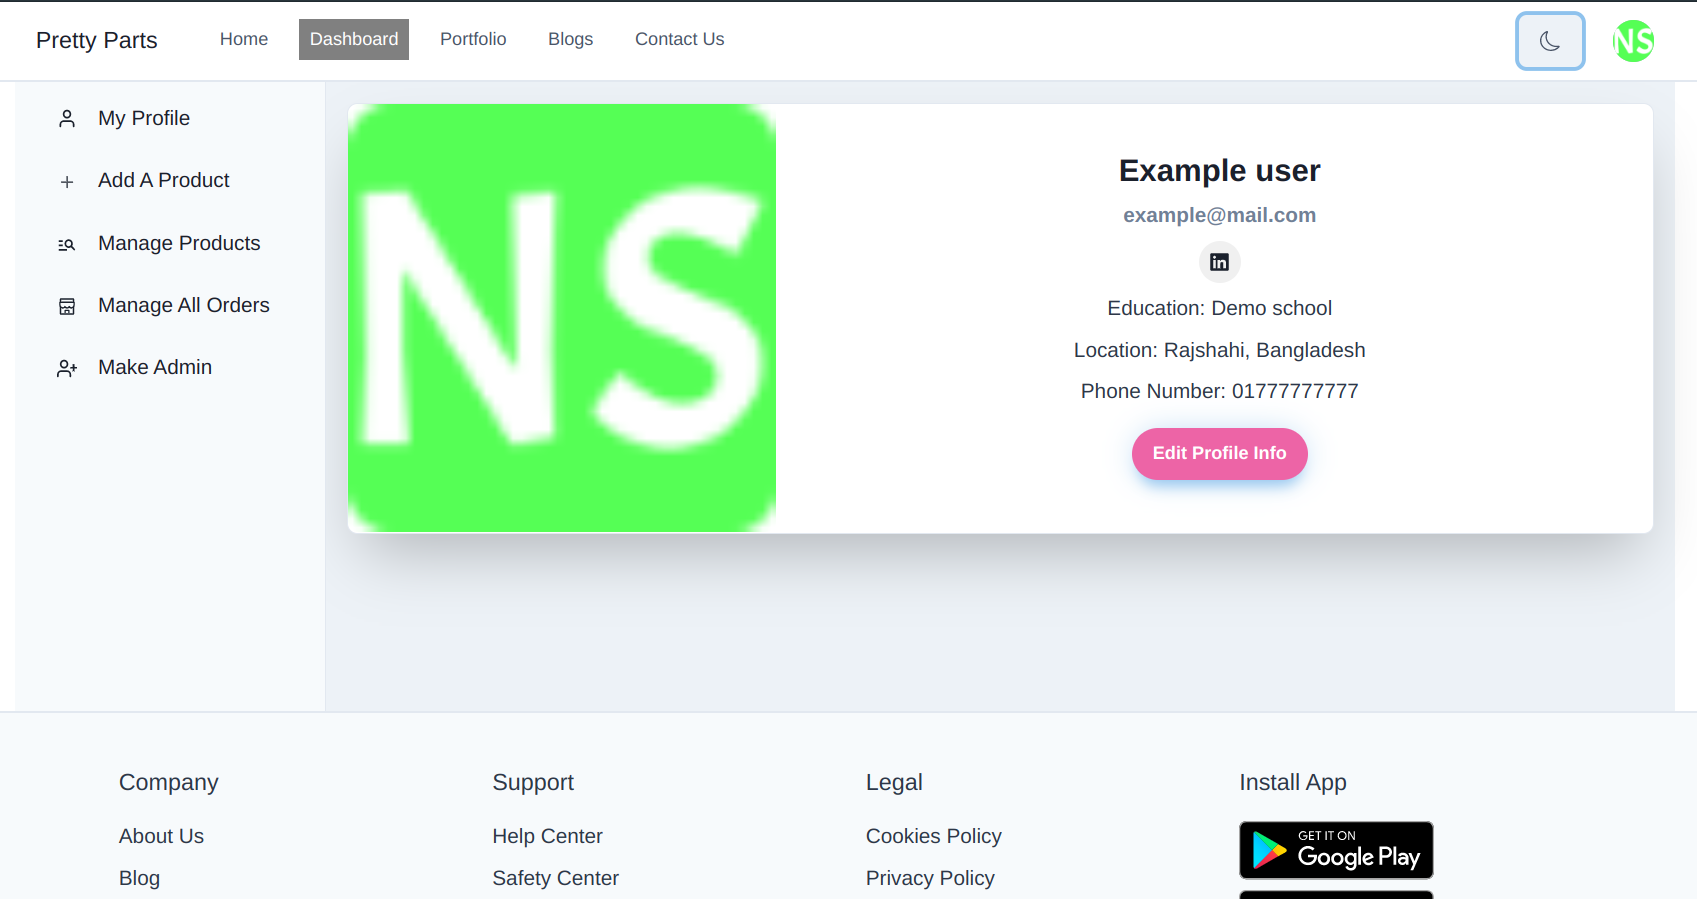 Pretty Parts
Home
Dashboard
Portfolio
Blogs
Contact Us
NS
My Profile
Add A Product
Manage Products
Manage All Orders
Make Admin
NS
Example user
example@mail.com
in
Education: Demo school
Location: Rajshahi, Bangladesh
Phone Number: 01777777777
Edit Profile Info
Company
Support
Legal
Install App
About Us
Help Center
Cookies Policy
GET IT ON
Google Play
Blog
Safety Center
Privacy Policy